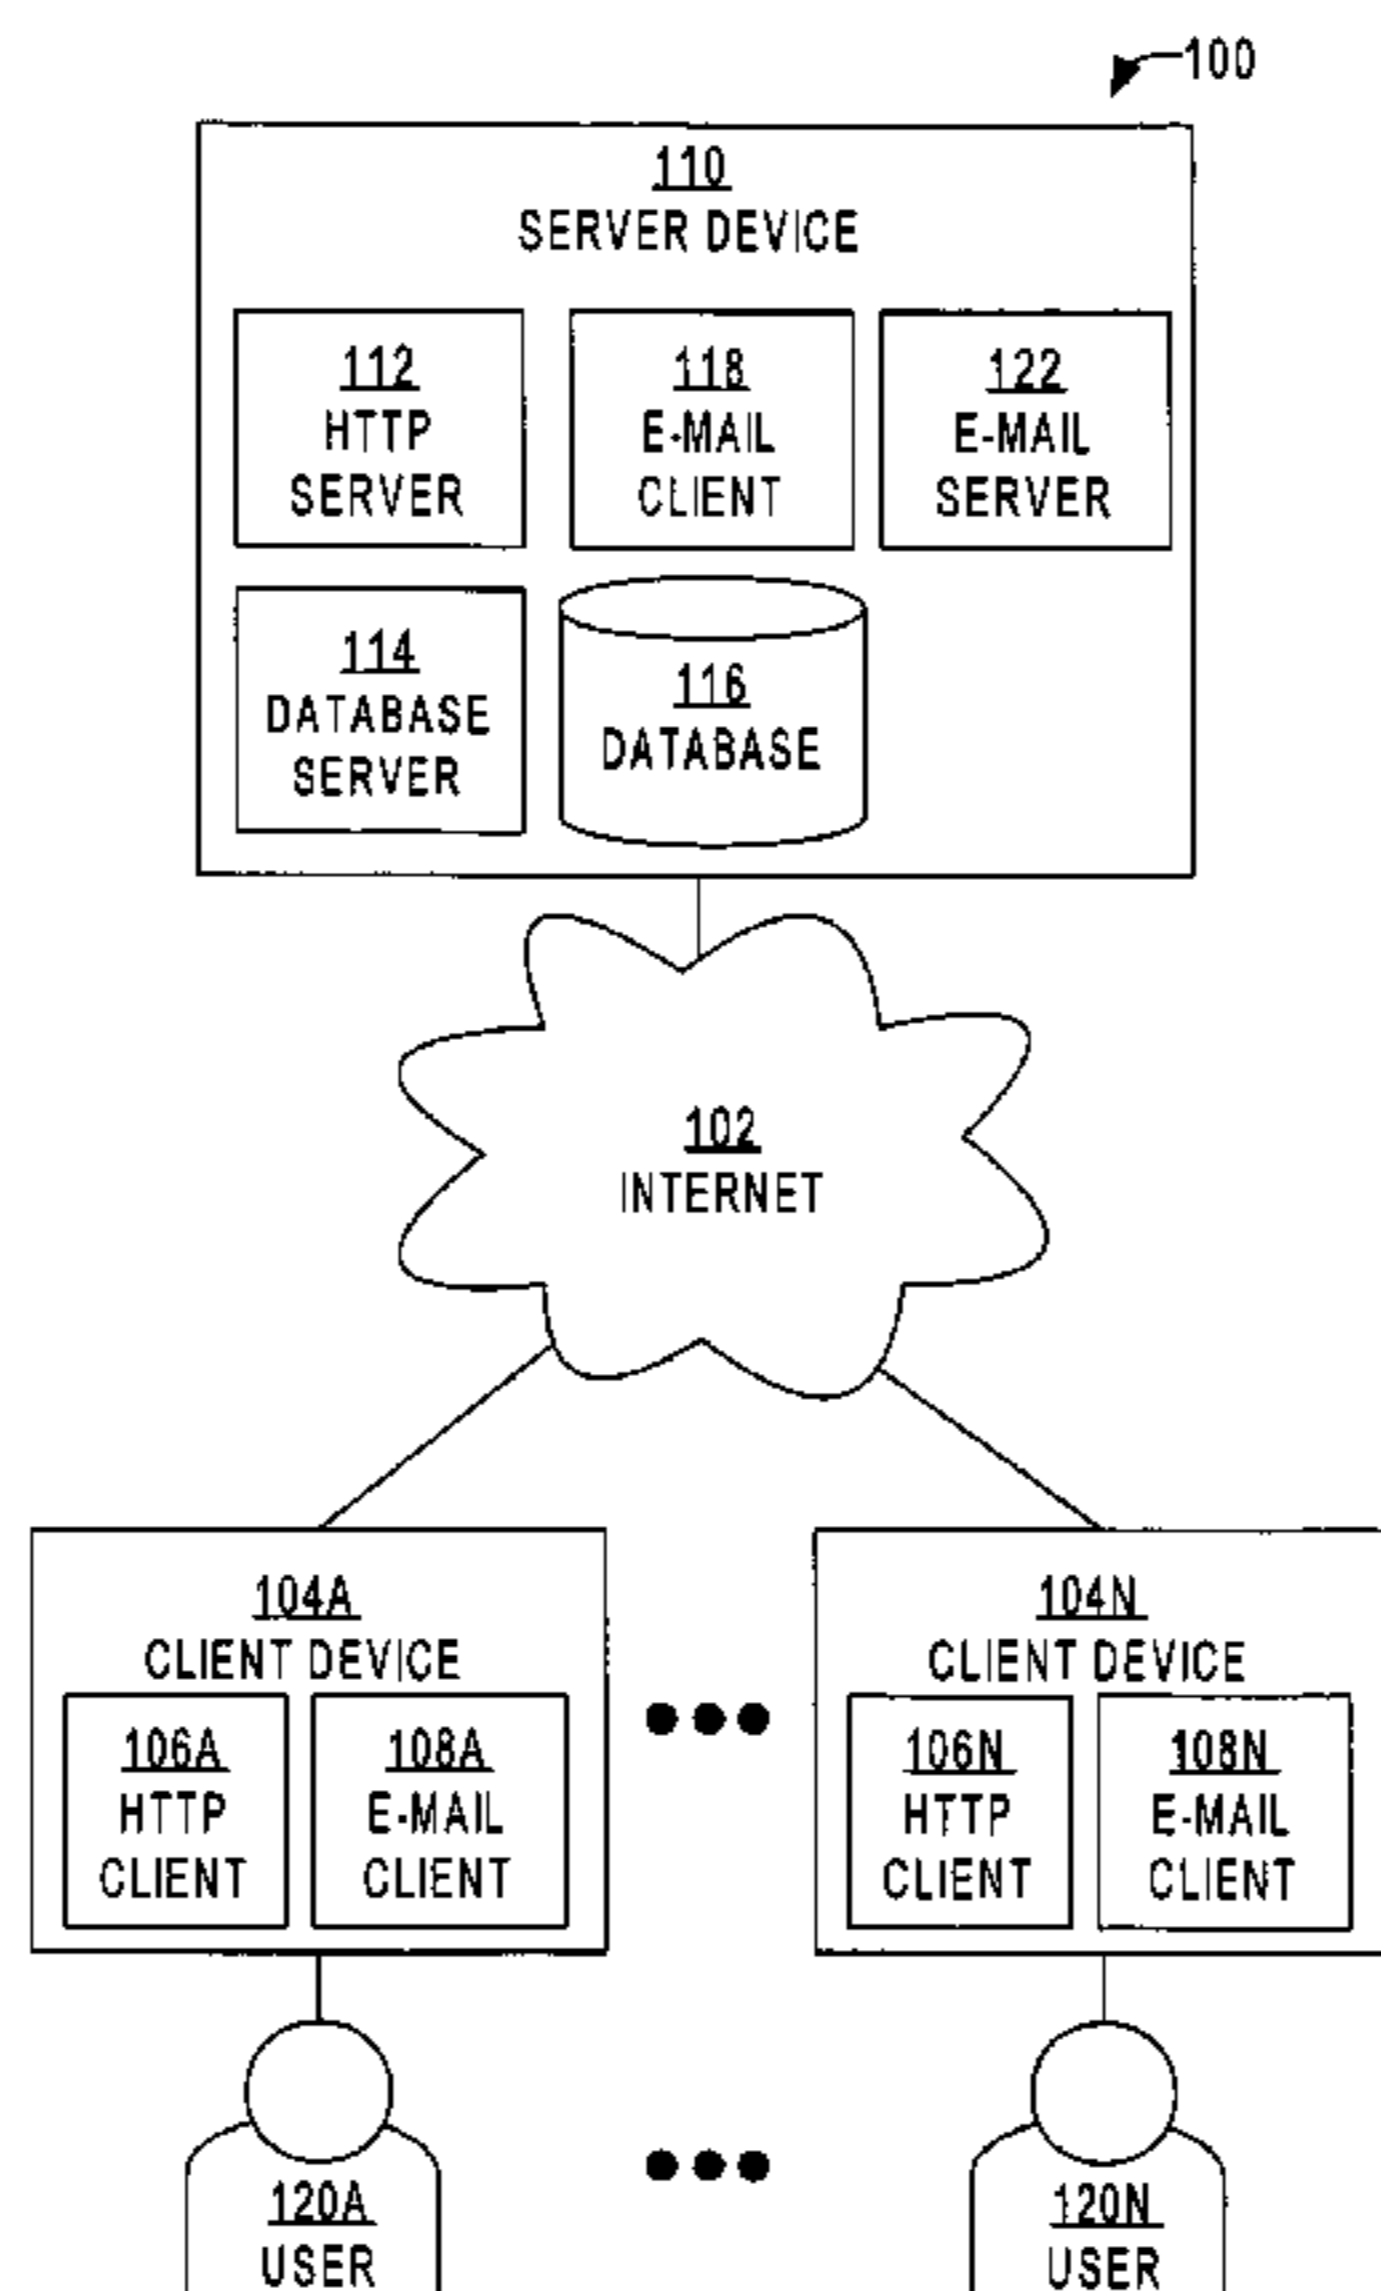 100
110
SERVER DEVICE
112
HTTP
SERVER
118
E-MAIL
CLIENT
122
E-MAIL
SERVER
114
DATABASE
SERVER
116
DATABASE
102
INTERNET
104A
CLIENT DEVICE
106A
HTTP
CLIENT
108A
E-MAIL
CLIENT
104N
CLIENT DEVICE
106N
HTTP
CLIENT
108N
E-MAIL
CLIENT
120A
USER
120N
USER